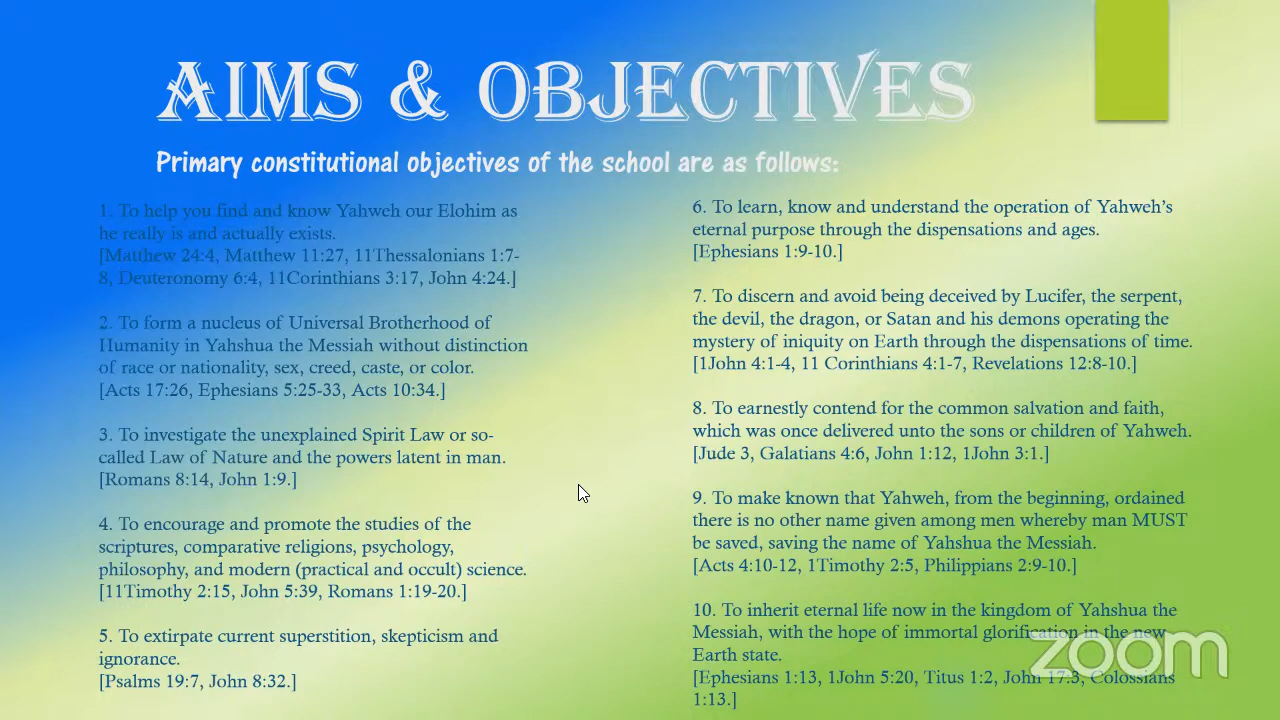 AIMS & OBJECTIVES
Primary constitutional objectives of the school are as follows:
1. To help you find and know Yahweh our Elohim as
he really is and actually exists.
[Matthew 24:4, Matthew 11:27, 11Thessalonians 1:7-
8, Deuteronomy 6:4, 11Corinthians 3:17, John 4:24.]
2. To form a nucleus of Universal Brotherhood of
Humanity in Yahshua the Messiah without distinction
of race or nationality, sex, creed, caste, or color.
[Acts 17:26, Ephesians 5:25-33, Acts 10:34.]
3. To investigate the unexplained Spirit Law or so-
called Law of Nature and the powers latent in man.
[Romans 8:14, John 1:9.]
4. To encourage and promote the studies of the
scriptures, comparative religions, psychology,
philosophy, and modern (practical and occult) science.
[11Timothy 2:15, John 5:39, Romans 1:19-20.]
5. To extirpate current superstition, skepticism and
ignorance.
[Psalms 19:7, John 8:32.]
6. To learn, know and understand the operation of Yahweh's
eternal purpose through the dispensations and ages.
[Ephesians 1:9-10.]
7. To discern and avoid being deceived by Lucifer, the serpent,
the devil, the dragon, or Satan and his demons operating the
mystery of iniquity on Earth through the dispensations of time.
[1John 4:1-4, 11 Corinthians 4:1-7, Revelations 12:8-10.]
8. To earnestly contend for the common salvation and faith,
which was once delivered unto the sons or children of Yahweh.
[Jude 3, Galatians 4:6, John 1:12, 1John 3:1.]
9. To make known that Yahweh, from the beginning, ordained
there is no other name given among men whereby man MUST
be saved, saving the name of Yahshua the Messiah.
[Acts 4:10-12, 1Timothy 2:5, Philippians 2:9-10.]
10. To inherit eternal life now in the kingdom of Yahshua the
Messiah, with the hope of immortal glorification in the new
Earth state.
[Ephesians 1:13, 1John 5:20, Titus 1:2, John 17:3, Colossians
1:13.]
zoom